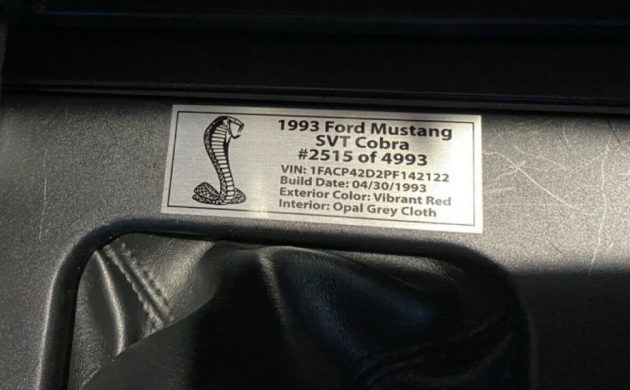 1993 Ford Mustang
SVT Cobra
#2515 of 4993
VIN: 1FACP42D2PF142122
Build Date: 04/30/1993
Exterior Color: Vibrant Red
Interior: Opal Grey Cloth